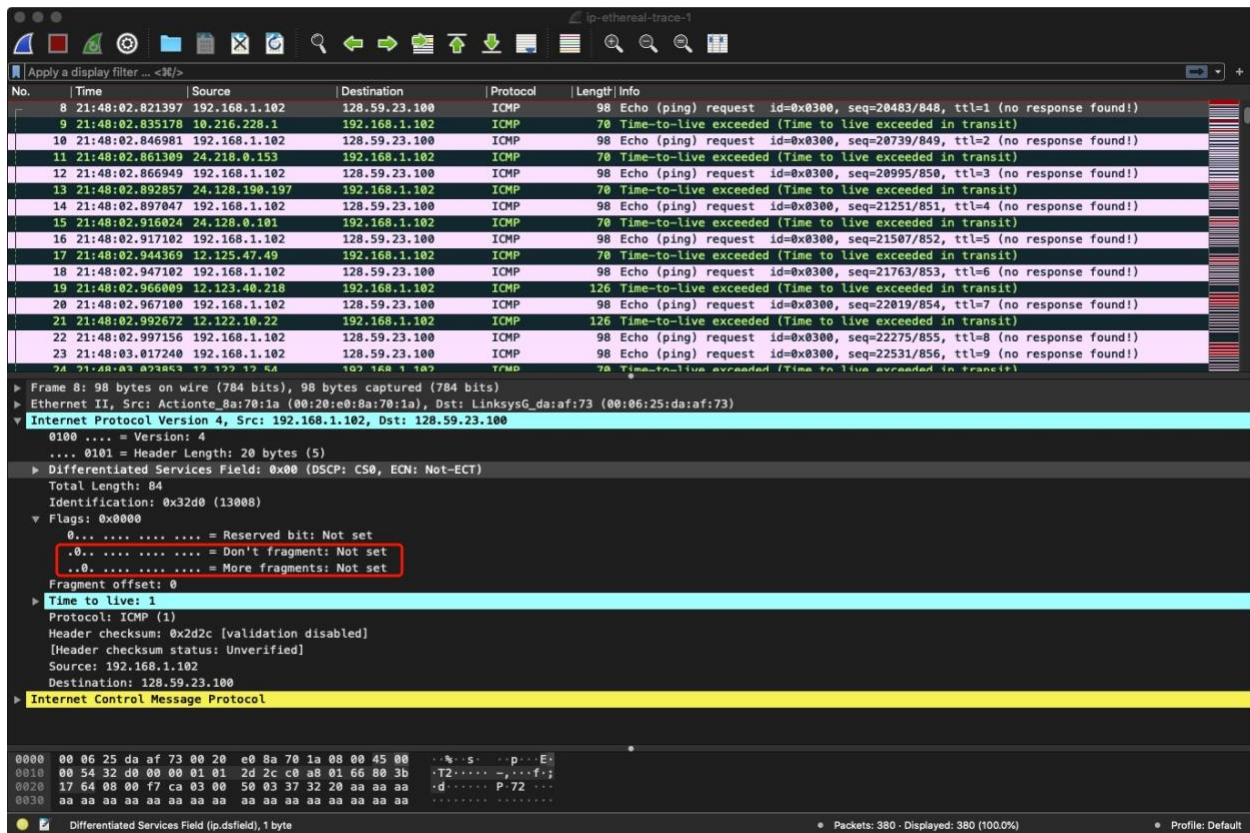 ip-ethereal-trace-1
Apply a display filter ... <⌘/>
+
No. Time Source Destination Protocol Length Info
8 21:48:02.821397 192.168.1.102 128.59.23.100 ICMP 98 Echo (ping) request id=0x0300, seq=20483/848, ttl=1 (no response found!)
9 21:48:02.835178 10.216.228.1 192.168.1.102 ICMP 70 Time-to-live exceeded (Time to live exceeded in transit)
10 21:48:02.846981 192.168.1.102 128.59.23.100 ICMP 98 Echo (ping) request id=0x0300, seq=20739/849, ttl=2 (no response found!)
11 21:48:02.861309 24.218.0.153 192.168.1.102 ICMP 70 Time-to-live exceeded (Time to live exceeded in transit)
12 21:48:02.866949 192.168.1.102 128.59.23.100 ICMP 98 Echo (ping) request id=0x0300, seq=20995/850, ttl=3 (no response found!)
13 21:48:02.892857 24.128.190.197 192.168.1.102 ICMP 70 Time-to-live exceeded (Time to live exceeded in transit)
14 21:48:02.897047 192.168.1.102 128.59.23.100 ICMP 98 Echo (ping) request id=0x0300, seq=21251/851, ttl=4 (no response found!)
15 21:48:02.916024 24.128.0.101 192.168.1.102 ICMP 70 Time-to-live exceeded (Time to live exceeded in transit)
16 21:48:02.917102 192.168.1.102 128.59.23.100 ICMP 98 Echo (ping) request id=0x0300, seq=21507/852, ttl=5 (no response found!)
17 21:48:02.944369 12.125.47.49 192.168.1.102 ICMP 70 Time-to-live exceeded (Time to live exceeded in transit)
18 21:48:02.947102 192.168.1.102 128.59.23.100 ICMP 98 Echo (ping) request id=0x0300, seq=21763/853, ttl=6 (no response found!)
19 21:48:02.966009 12.123.40.218 192.168.1.102 ICMP 126 Time-to-live exceeded (Time to live exceeded in transit)
20 21:48:02.967100 192.168.1.102 128.59.23.100 ICMP 98 Echo (ping) request id=0x0300, seq=22019/854, ttl=7 (no response found!)
21 21:48:02.992672 12.122.10.22 192.168.1.102 ICMP 126 Time-to-live exceeded (Time to live exceeded in transit)
22 21:48:02.997156 192.168.1.102 128.59.23.100 ICMP 98 Echo (ping) request id=0x0300, seq=22275/855, ttl=8 (no response found!)
23 21:48:03.017240 192.168.1.102 128.59.23.100 ICMP 98 Echo (ping) request id=0x0300, seq=22531/856, ttl=9 (no response found!)
24 21:48:03.023853 12.122.12.54 192.168.1.102 ICMP 70 Time-to-live exceeded (Time to live exceeded in transit)
Frame 8: 98 bytes on wire (784 bits), 98 bytes captured (784 bits)
Ethernet II, Src: Actionte_8a:70:1a (00:20:e0:8a:70:1a), Dst: LinksysG_da:af:73 (00:06:25:da:af:73)
Internet Protocol Version 4, Src: 192.168.1.102, Dst: 128.59.23.100
0100 .... = Version: 4
.... 0101 = Header Length: 20 bytes (5)
Differentiated Services Field: 0x00 (DSCP: CS0, ECN: Not-ECT)
Total Length: 84
Identification: 0x32d0 (13008)
Flags: 0x0000
0... .... .... .... = Reserved bit: Not set
.0.. .... .... .... = Don't fragment: Not set
..0. .... .... .... = More fragments: Not set
Fragment offset: 0
Time to live: 1
Protocol: ICMP (1)
Header checksum: 0x2d2c [validation disabled]
[Header checksum status: Unverified]
Source: 192.168.1.102
Destination: 128.59.23.100
Internet Control Message Protocol
0000 00 06 25 da af 73 00 20 e0 8a 70 1a 08 00 45 00 ··%··s· ··p···E·
0010 00 54 32 d0 00 00 01 01 2d 2c c0 a8 01 66 80 3b ·T2····· -,···f·;
0020 17 64 08 00 f7 ca 03 00 50 03 37 32 20 aa aa aa ·d······ P·72 ···
0030 aa aa aa aa aa aa aa aa aa aa aa aa aa aa aa aa ········ ········
Differentiated Services Field (ip.dsfield), 1 byte
Packets: 380 · Displayed: 380 (100.0%)
Profile: Default